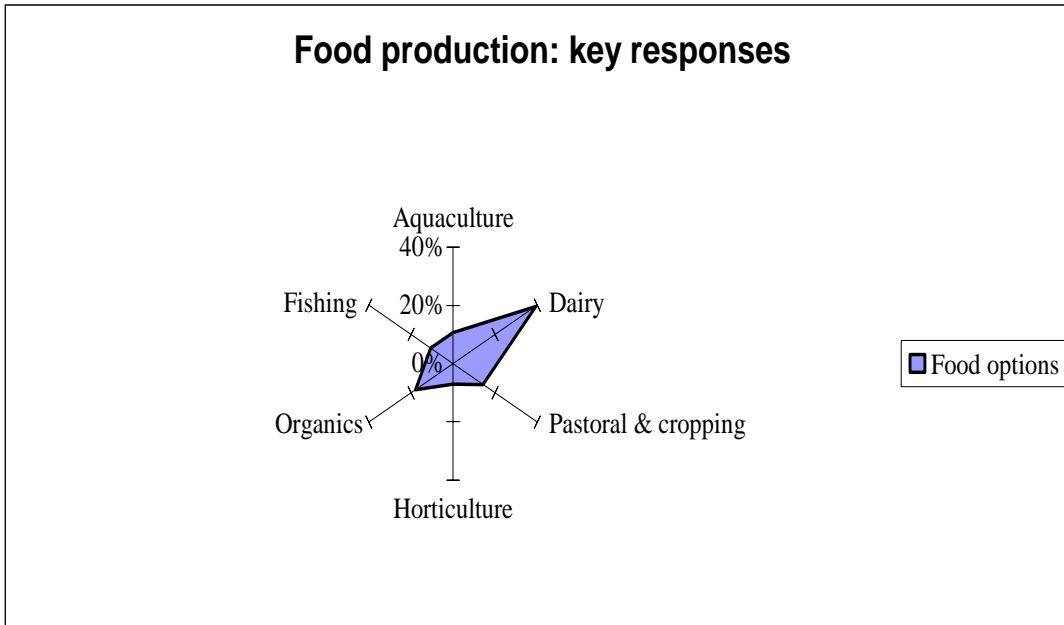 Food production: key responses
Aquaculture
40%
Fishing
20%
Dairy
0%
Food options
Organics
Pastoral & cropping
Horticulture